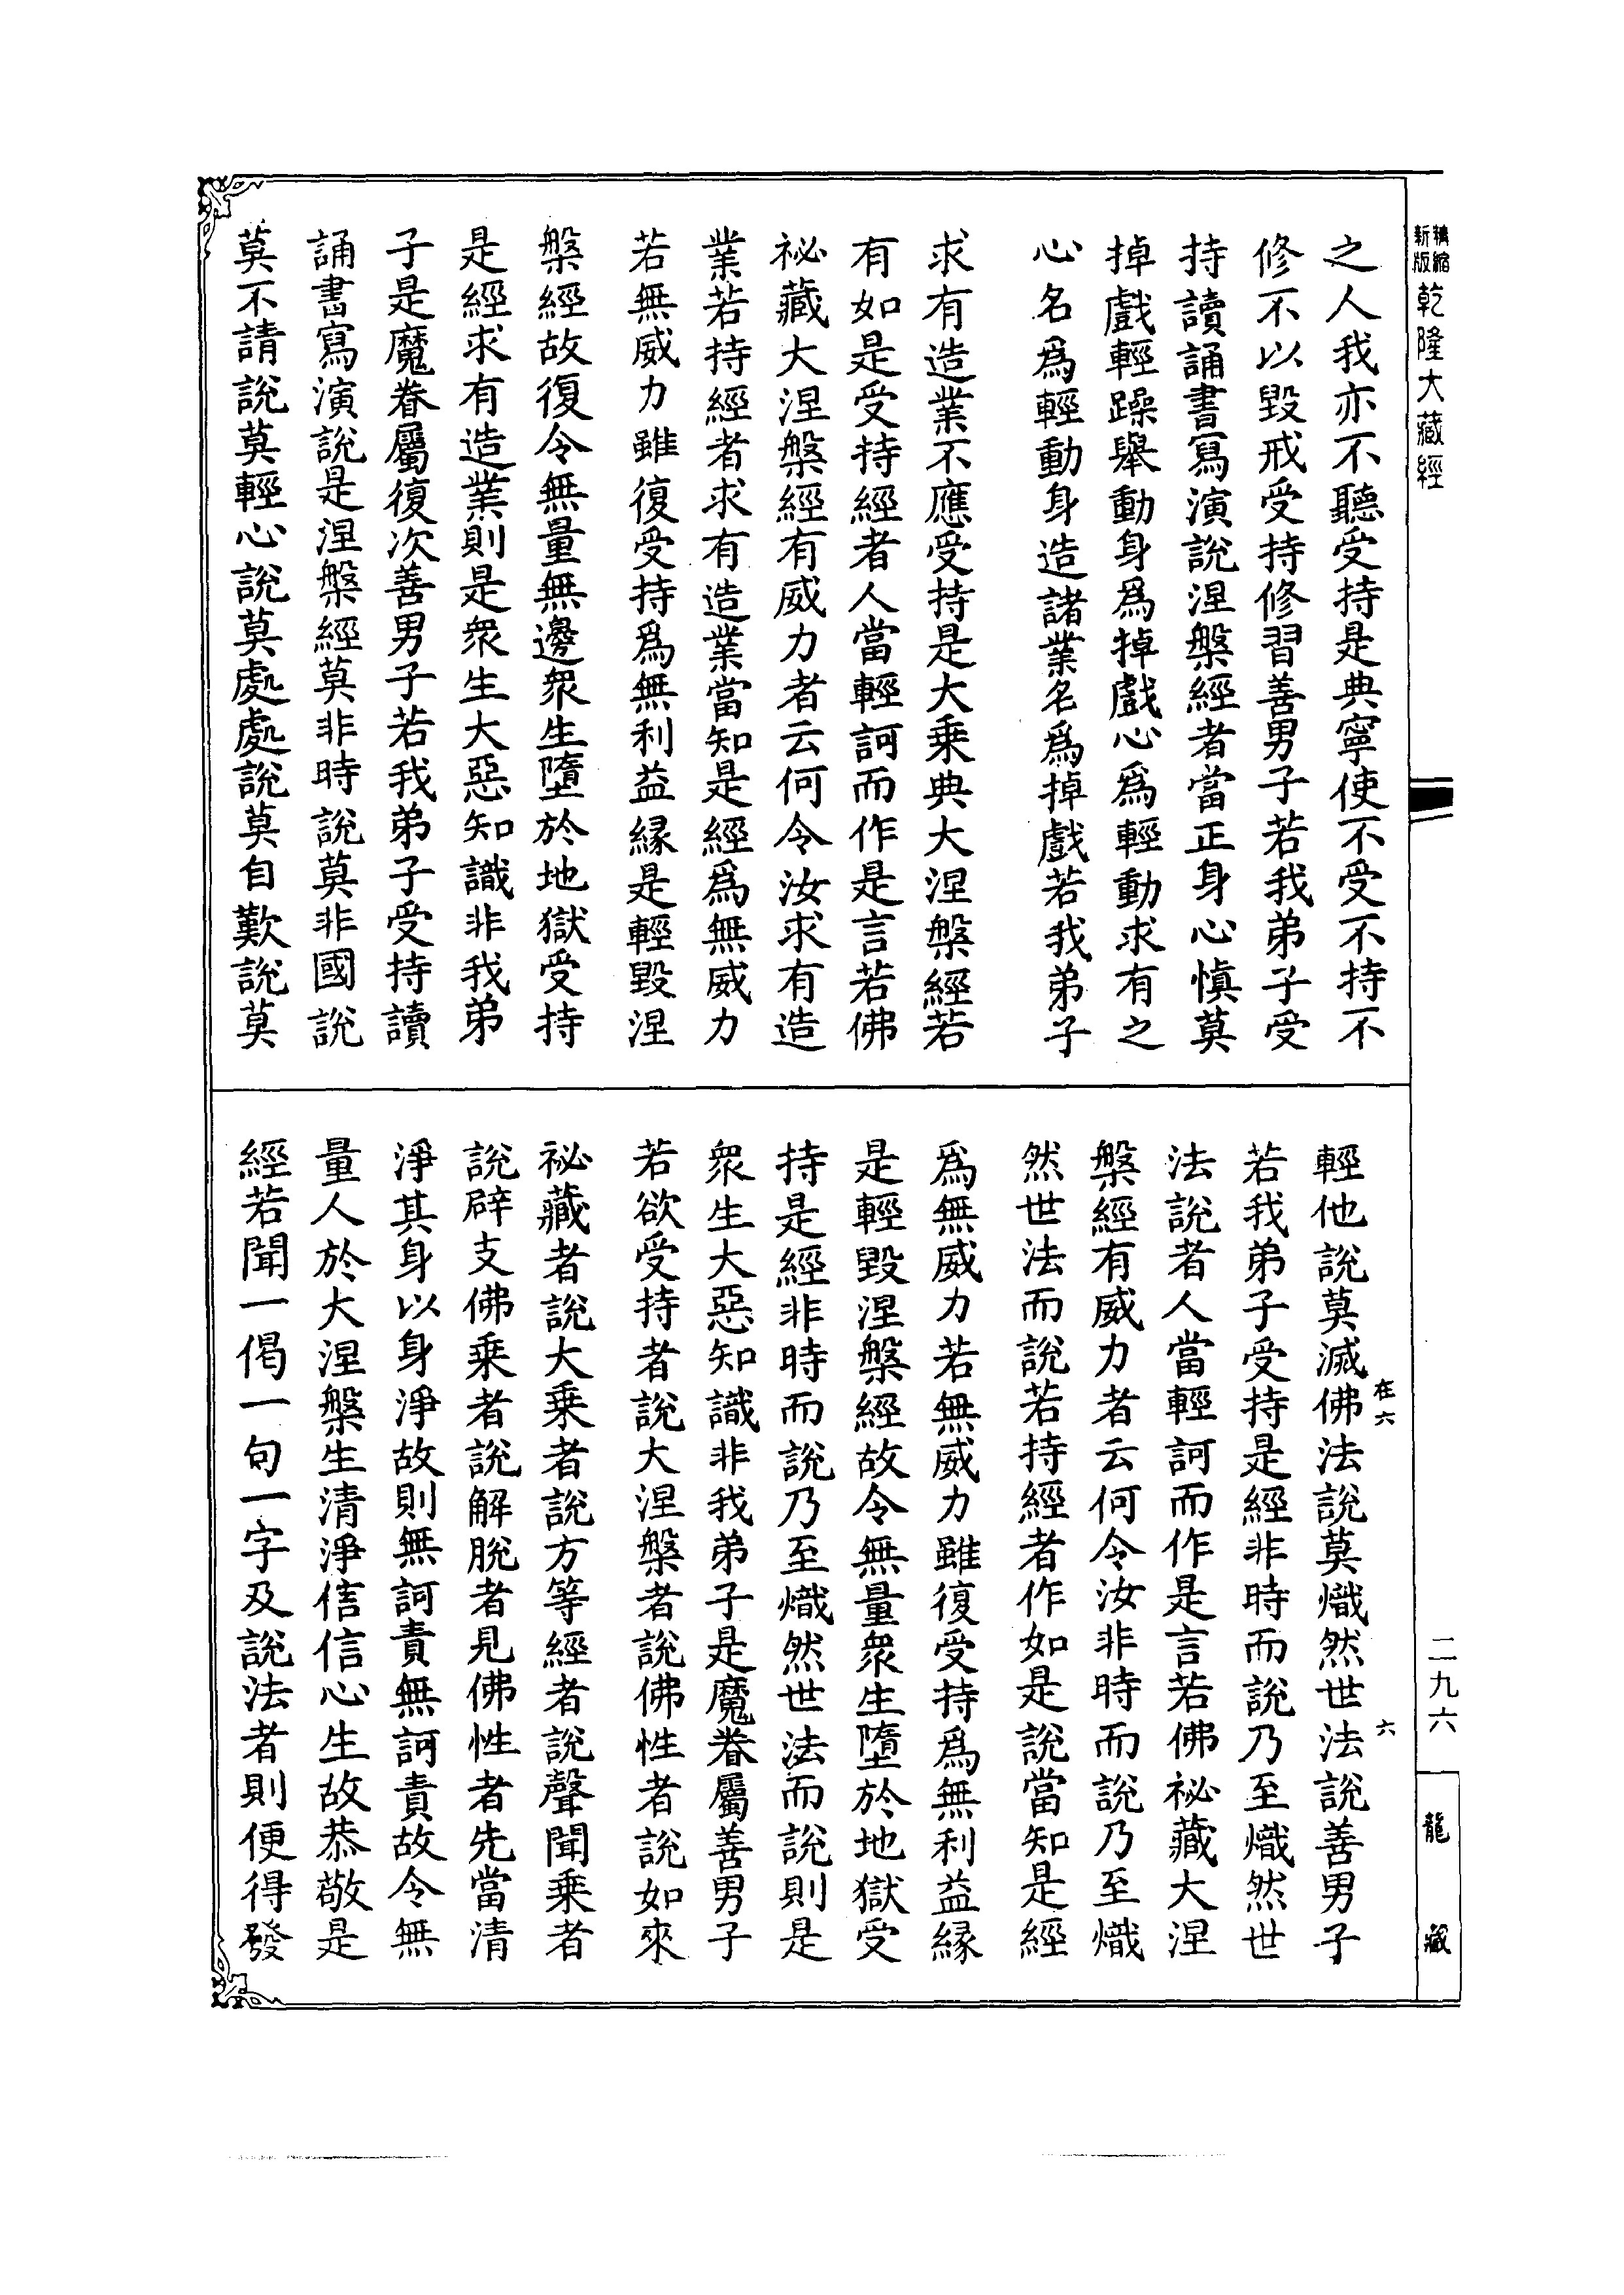 精縮
新版
乾隆大藏經
之人我亦不聽受持是典寧使不受不持不
修不以毀戒受持修習善男子若我弟子受
持讀誦書寫演說涅槃經者當正身心慎莫
掉戲輕躁舉動身爲掉戲心爲輕動求有之
心名爲輕動身造諸業名爲掉戲若我弟子
求有造業不應受持是大乘典大涅槃經若
有如是受持經者人當輕訶而作是言若佛
祕藏大涅槃經有威力者云何令汝求有造
業若持經者求有造業當知是經爲無威力
若無威力雖復受持爲無利益緣是輕毀涅
槃經故復令無量無邊眾生墮於地獄受持
是經求有造業則是眾生大惡知識非我弟
子是魔眷屬復次善男子若我弟子受持讀
誦書寫演說是涅槃經莫非時說莫非國說
莫不請說莫輕心說莫處處說莫自歎說莫
輕他說莫滅佛法說莫熾然世法說善男子
若我弟子受持是經非時而說乃至熾然世
法說者人當輕訶而作是言若佛祕藏大涅
槃經有威力者云何令汝非時而說乃至熾
然世法而說若持經者作如是說當知是經
爲無威力若無威力雖復受持爲無利益緣
是輕毀涅槃經故令無量眾生墮於地獄受
持是經非時而說乃至熾然世法而說則是
眾生大惡知識非我弟子是魔眷屬善男子
若欲受持者說大涅槃者說佛性者說如來
祕藏者說大乘者說方等經者說聲聞乘者
說辟支佛乘者說解脫者見佛性者先當清
淨其身以身淨故則無訶責無訶責故令無
量人於大涅槃生清淨信信心生故恭敬是
經若聞一偈一句一字及說法者則便得發
在六
六
二九六
龍藏